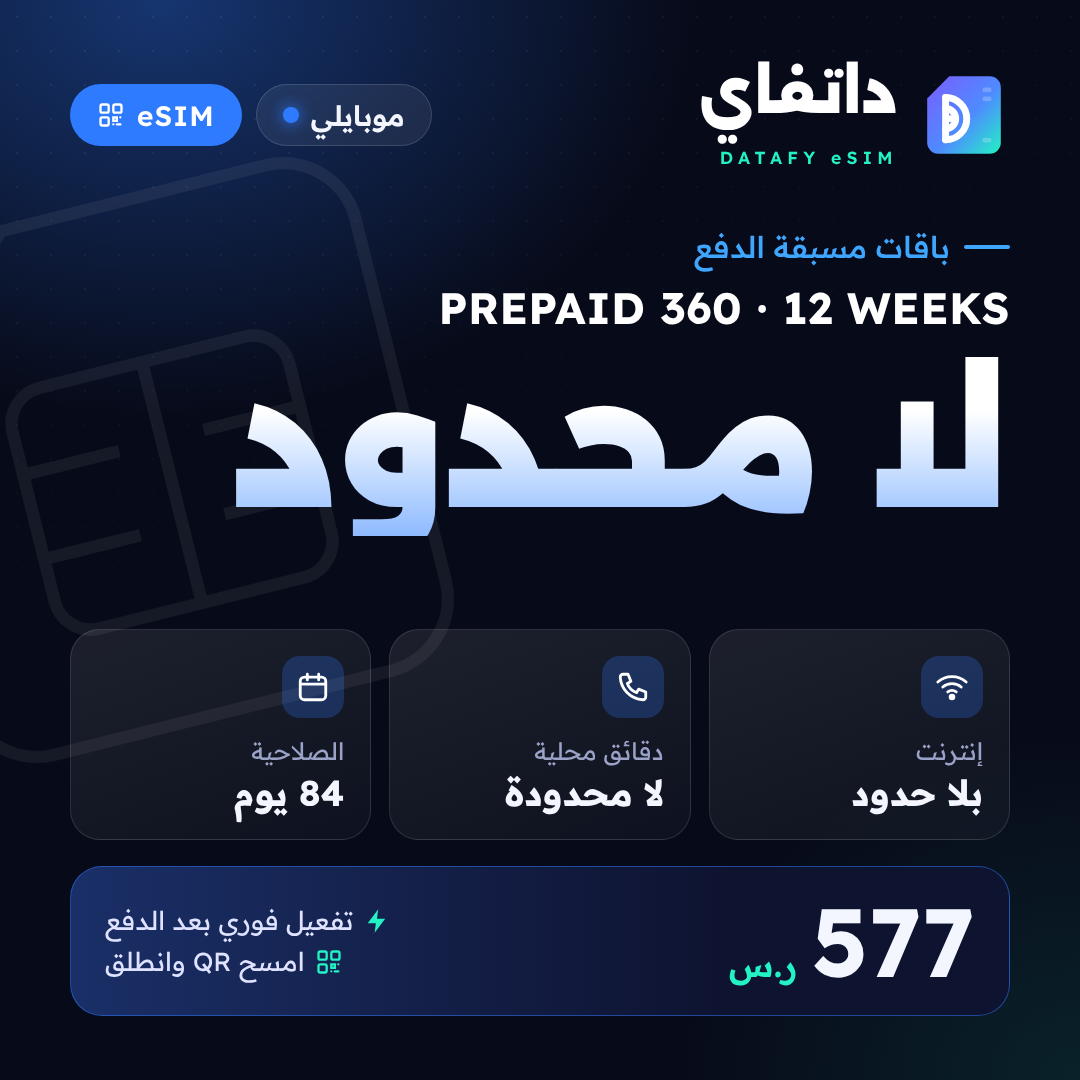 داتفاي
DATAFY eSIM
موبايلي
eSIM
باقات مسبقة الدفع
PREPAID 360 · 12 WEEKS
لا محدود
إنترنت
بلا حدود
دقائق محلية
لا محدودة
الصلاحية
84 يوم
577 ر.س
تفعيل فوري بعد الدفع
امسح QR وانطلق